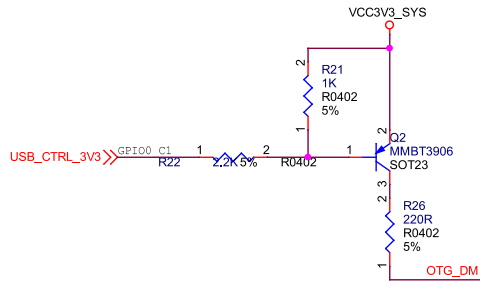 VCC3V3_SYS
2
R21
1K
R0402
5%
1
2
Q2
MMBT3906
SOT23
USB_CTRL_3V3
GPIO0_C1
1
2
1
R22
2.2K
5%
R0402
3
2
R26
220R
R0402
5%
1
OTG_DM